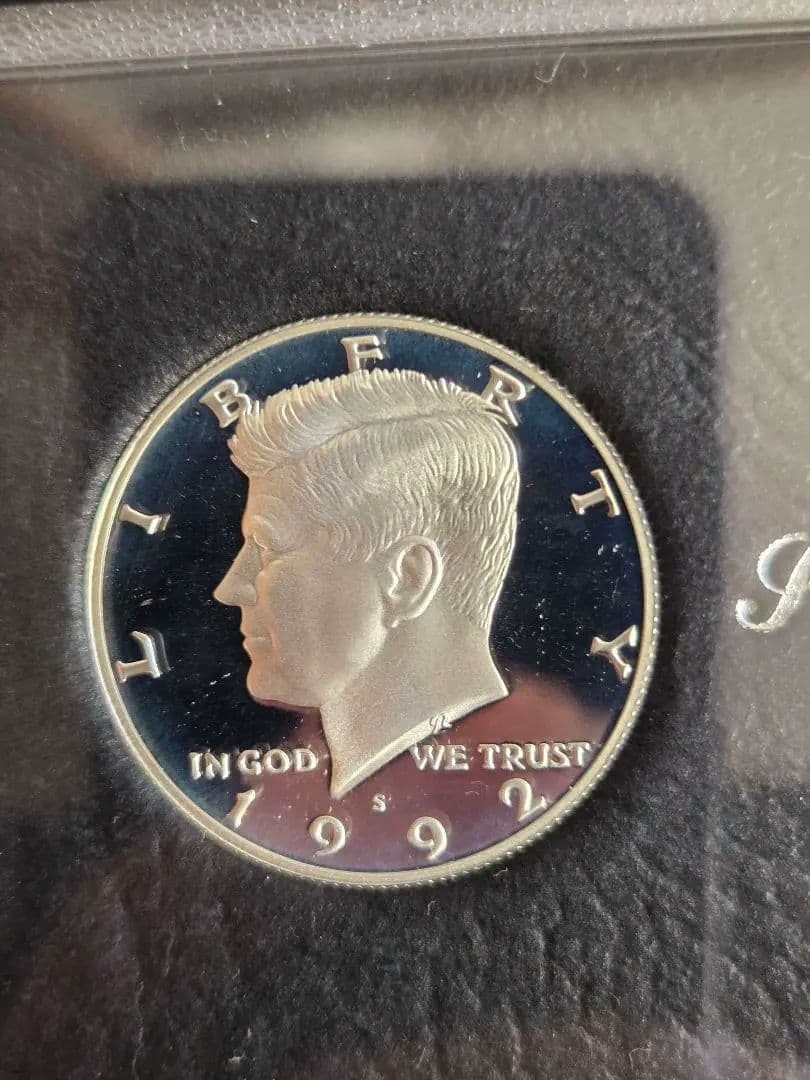 LIBERTY
IN GOD WE TRUST
S
1992